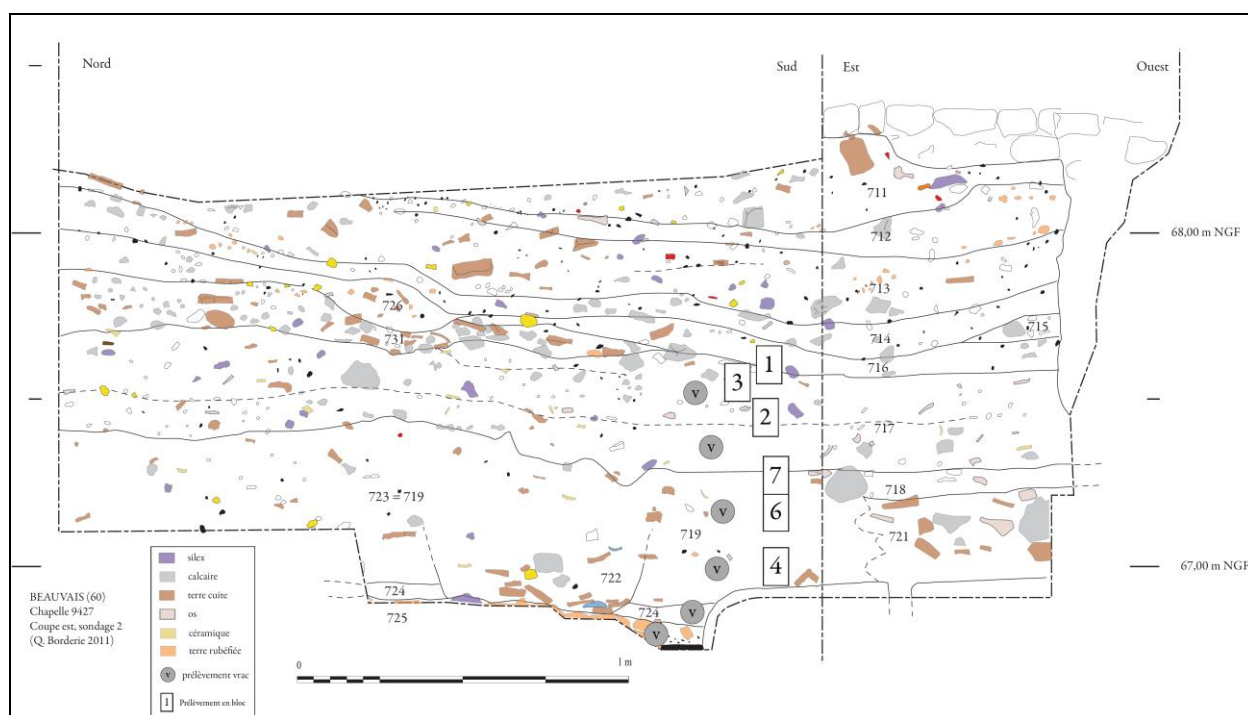 Nord
Sud
Est
Ouest
711
712
68,00 m NGF
713
726
715
731
714
1
716
3
v
2
717
v
7
718
723 = 719
v
6
719
721
v
4
67,00 m NGF
722
724
724
v
725
v
silex
calcaire
terre cuite
os
céramique
terre rubéfiée
v prélèvement vrac
1 Prélèvement en bloc
BEAUVAIS (60)
Chapelle 9427
Coupe est, sondage 2
(Q. Borderie 2011)
0
1 m